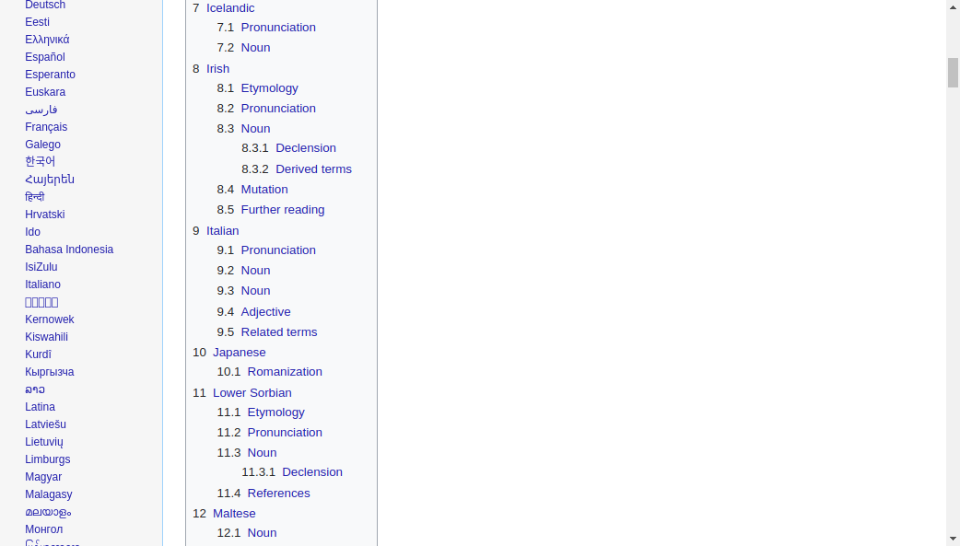 Deutsch
Eesti
Ελληνικά
Español
Esperanto
Euskara
فارسی
Français
Galego
한국어
Հայերեն
हिन्दी
Hrvatski
Ido
Bahasa Indonesia
IsiZulu
Italiano
Kernowek
Kiswahili
Kurdî
Кыргызча
ລາວ
Latina
Latviešu
Lietuvių
Limburgs
Magyar
Malagasy
മലയാളം
Монгол
7 Icelandic
7.1 Pronunciation
7.2 Noun
8 Irish
8.1 Etymology
8.2 Pronunciation
8.3 Noun
8.3.1 Declension
8.3.2 Derived terms
8.4 Mutation
8.5 Further reading
9 Italian
9.1 Pronunciation
9.2 Noun
9.3 Noun
9.4 Adjective
9.5 Related terms
10 Japanese
10.1 Romanization
11 Lower Sorbian
11.1 Etymology
11.2 Pronunciation
11.3 Noun
11.3.1 Declension
11.4 References
12 Maltese
12.1 Noun